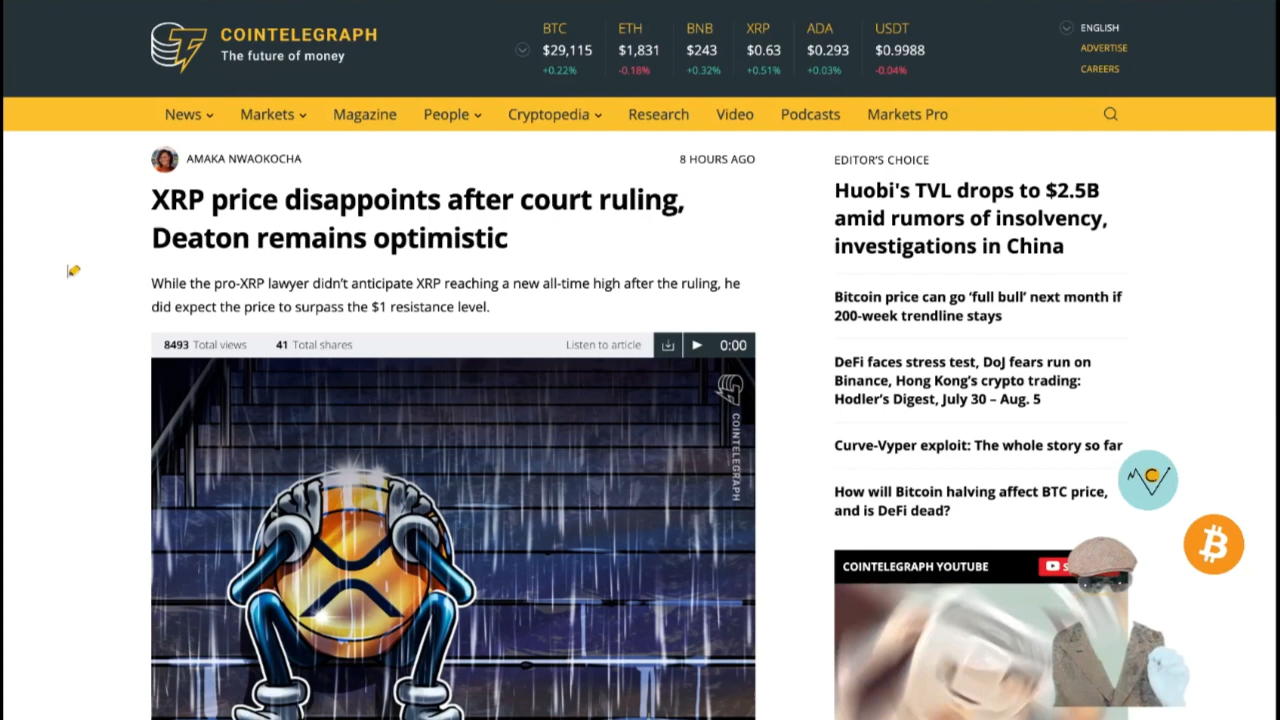 COINTELEGRAPH
The future of money
BTC
$29,115
+0.22%
ETH
$1,831
-0.18%
BNB
$243
+0.32%
XRP
$0.63
+0.51%
ADA
$0.293
+0.03%
USDT
$0.9988
-0.04%
ENGLISH
ADVERTISE
CAREERS
News Markets Magazine People Cryptopedia Research Video Podcasts Markets Pro
AMAKA NWAOKOCHA
8 HOURS AGO
XRP price disappoints after court ruling,
Deaton remains optimistic
While the pro-XRP lawyer didn’t anticipate XRP reaching a new all-time high after the ruling, he
did expect the price to surpass the $1 resistance level.
8493 Total views 41 Total shares Listen to article 0:00
COINTELEGRAPH
EDITOR’S CHOICE
Huobi's TVL drops to $2.5B
amid rumors of insolvency,
investigations in China
Bitcoin price can go ‘full bull’ next month if
200-week trendline stays
DeFi faces stress test, DoJ fears run on
Binance, Hong Kong’s crypto trading:
Hodler’s Digest, July 30 – Aug. 5
Curve-Vyper exploit: The whole story so far
How will Bitcoin halving affect BTC price,
and is DeFi dead?
COINTELEGRAPH YOUTUBE